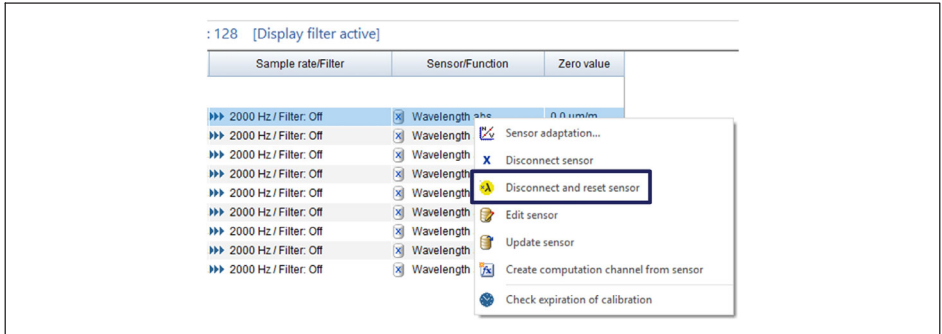 : 128 [Display filter active]
Sample rate/Filter Sensor/Function Zero value
2000 Hz / Filter: Off Wavelength abs 0.0 µm/m
2000 Hz / Filter: Off Wavelength
2000 Hz / Filter: Off Wavelength
2000 Hz / Filter: Off Wavelength
2000 Hz / Filter: Off Wavelength
2000 Hz / Filter: Off Wavelength
2000 Hz / Filter: Off Wavelength
2000 Hz / Filter: Off Wavelength
2000 Hz / Filter: Off Wavelength
Sensor adaptation...
Disconnect sensor
Disconnect and reset sensor
Edit sensor
Update sensor
Create computation channel from sensor
Check expiration of calibration